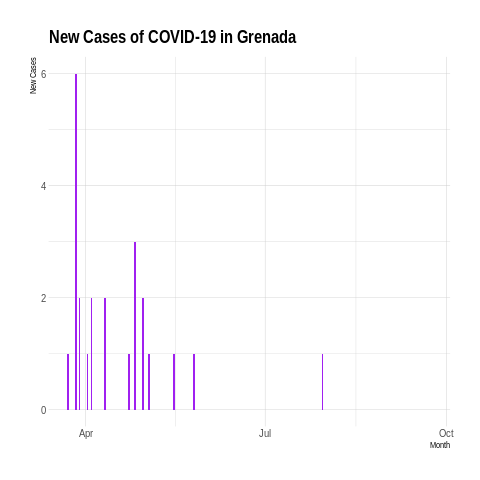 New Cases of COVID-19 in Grenada
New Cases
6
4
2
0
Apr
Jul
Oct
Month